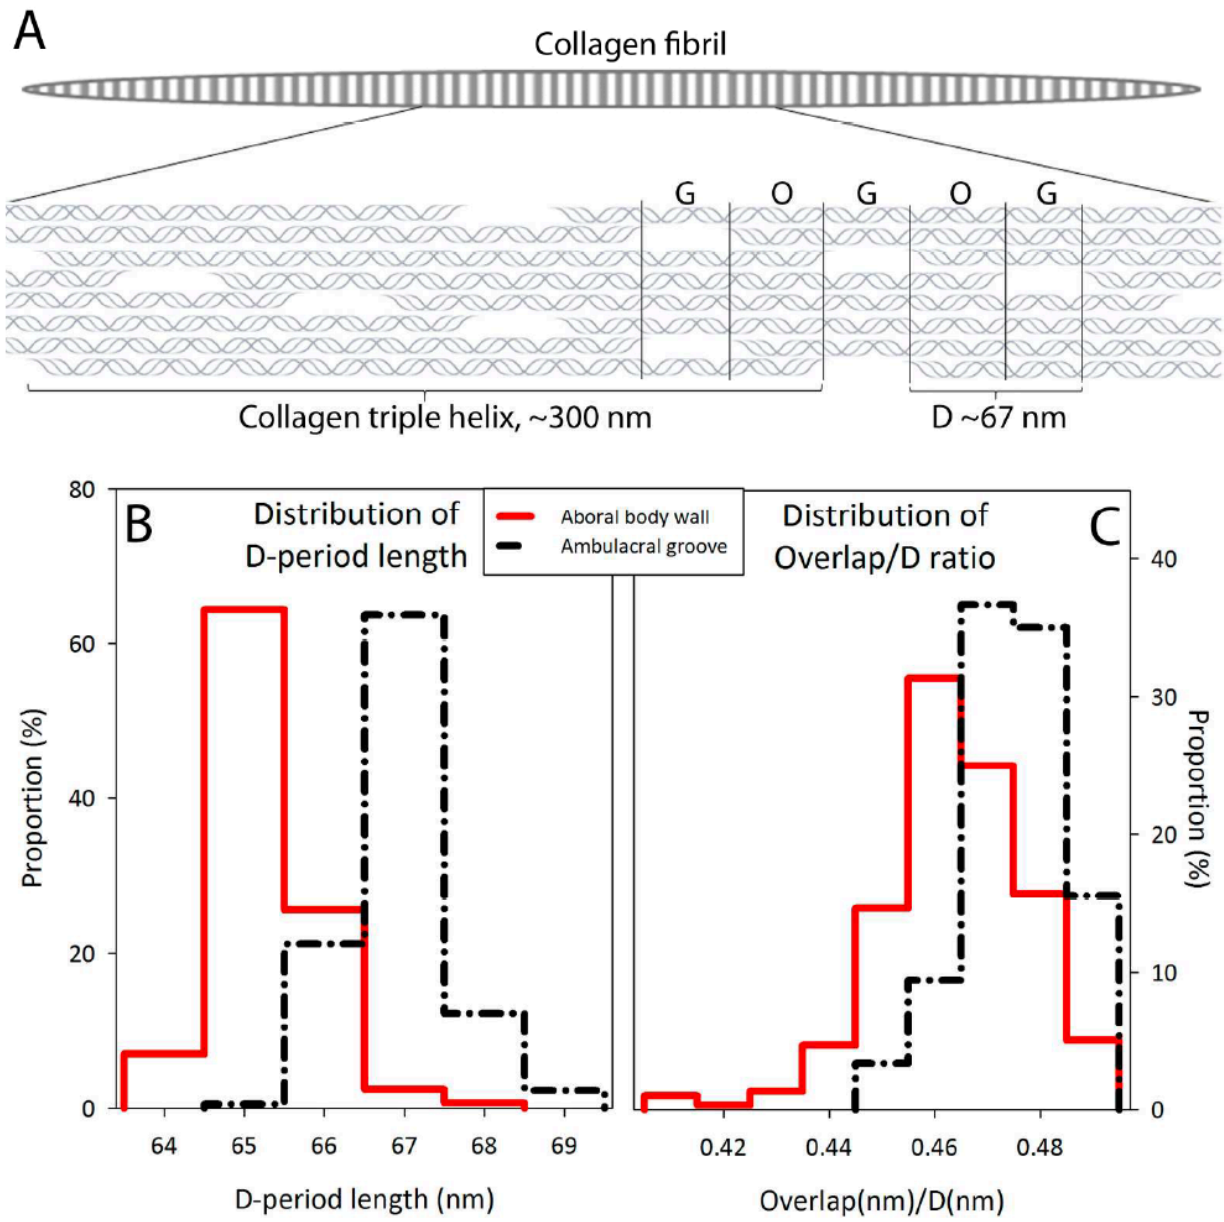 A
Collagen fibril
G O G O G
Collagen triple helix, ~300 nm
D ~67 nm
B
Distribution of
D-period length
Aboral body wall
Ambulacral groove
Distribution of
Overlap/D ratio
C
80
60
40
20
0
Proportion (%)
64 65 66 67 68 69
D-period length (nm)
40
30
20
10
0
Proportion (%)
0.42 0.44 0.46 0.48
Overlap(nm)/D(nm)